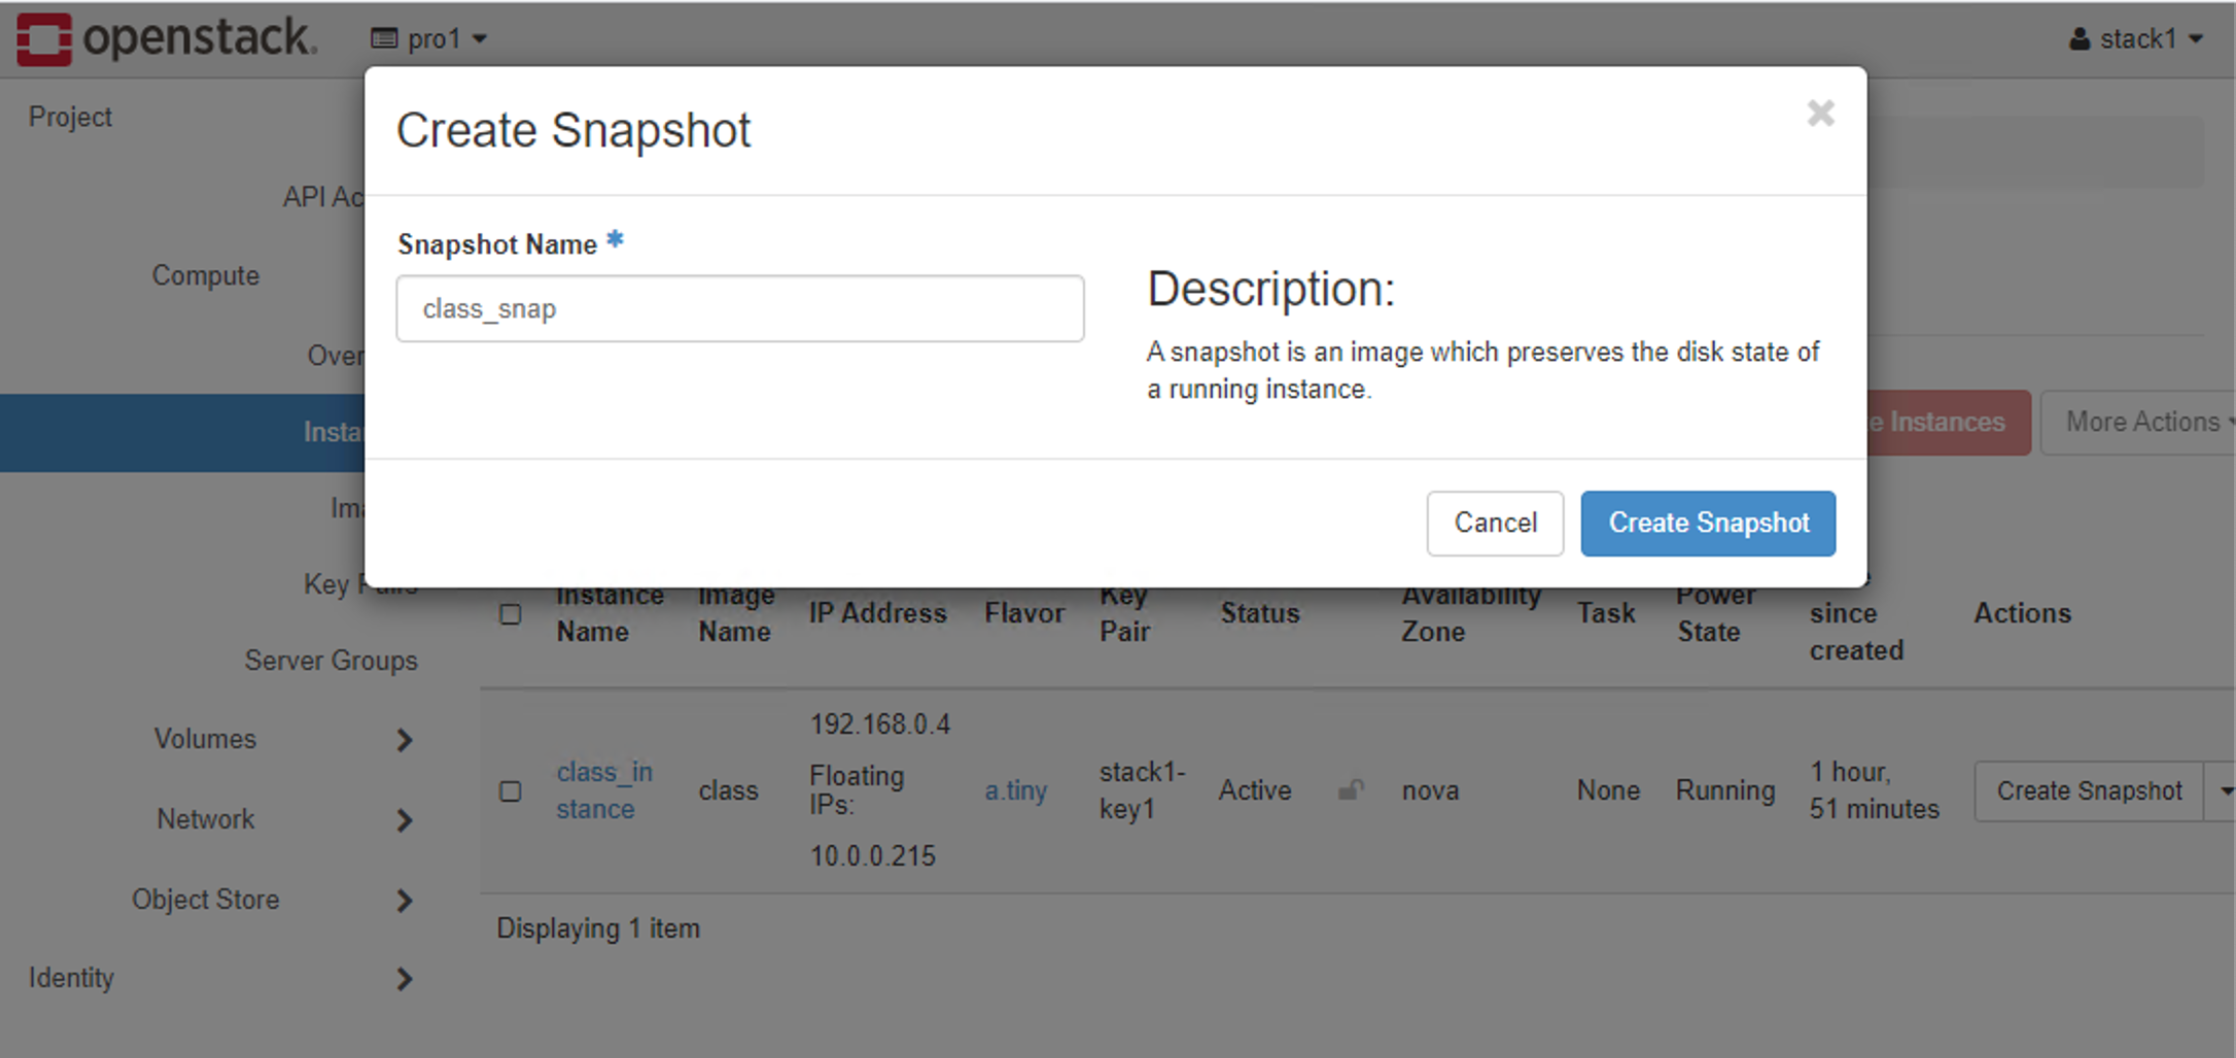 openstack.
pro1
stack1
Project
Create Snapshot
API Ac
Snapshot Name *
Compute
class_snap
Description:
A snapshot is an image which preserves the disk state of
a running instance.
Over
Insta
e Instances
More Actions
Ima
Cancel
Create Snapshot
Key Pairs
Server Groups
Instance
Name
Image
Name
IP Address
Flavor
Key
Pair
Status
Availability
Zone
Task
Power
State
since
created
Actions
Volumes
Network
Object Store
Identity
class_in
stance
class
192.168.0.4
Floating
IPs:
10.0.0.215
a.tiny
stack1-
key1
Active
nova
None
Running
1 hour,
51 minutes
Create Snapshot
Displaying 1 item